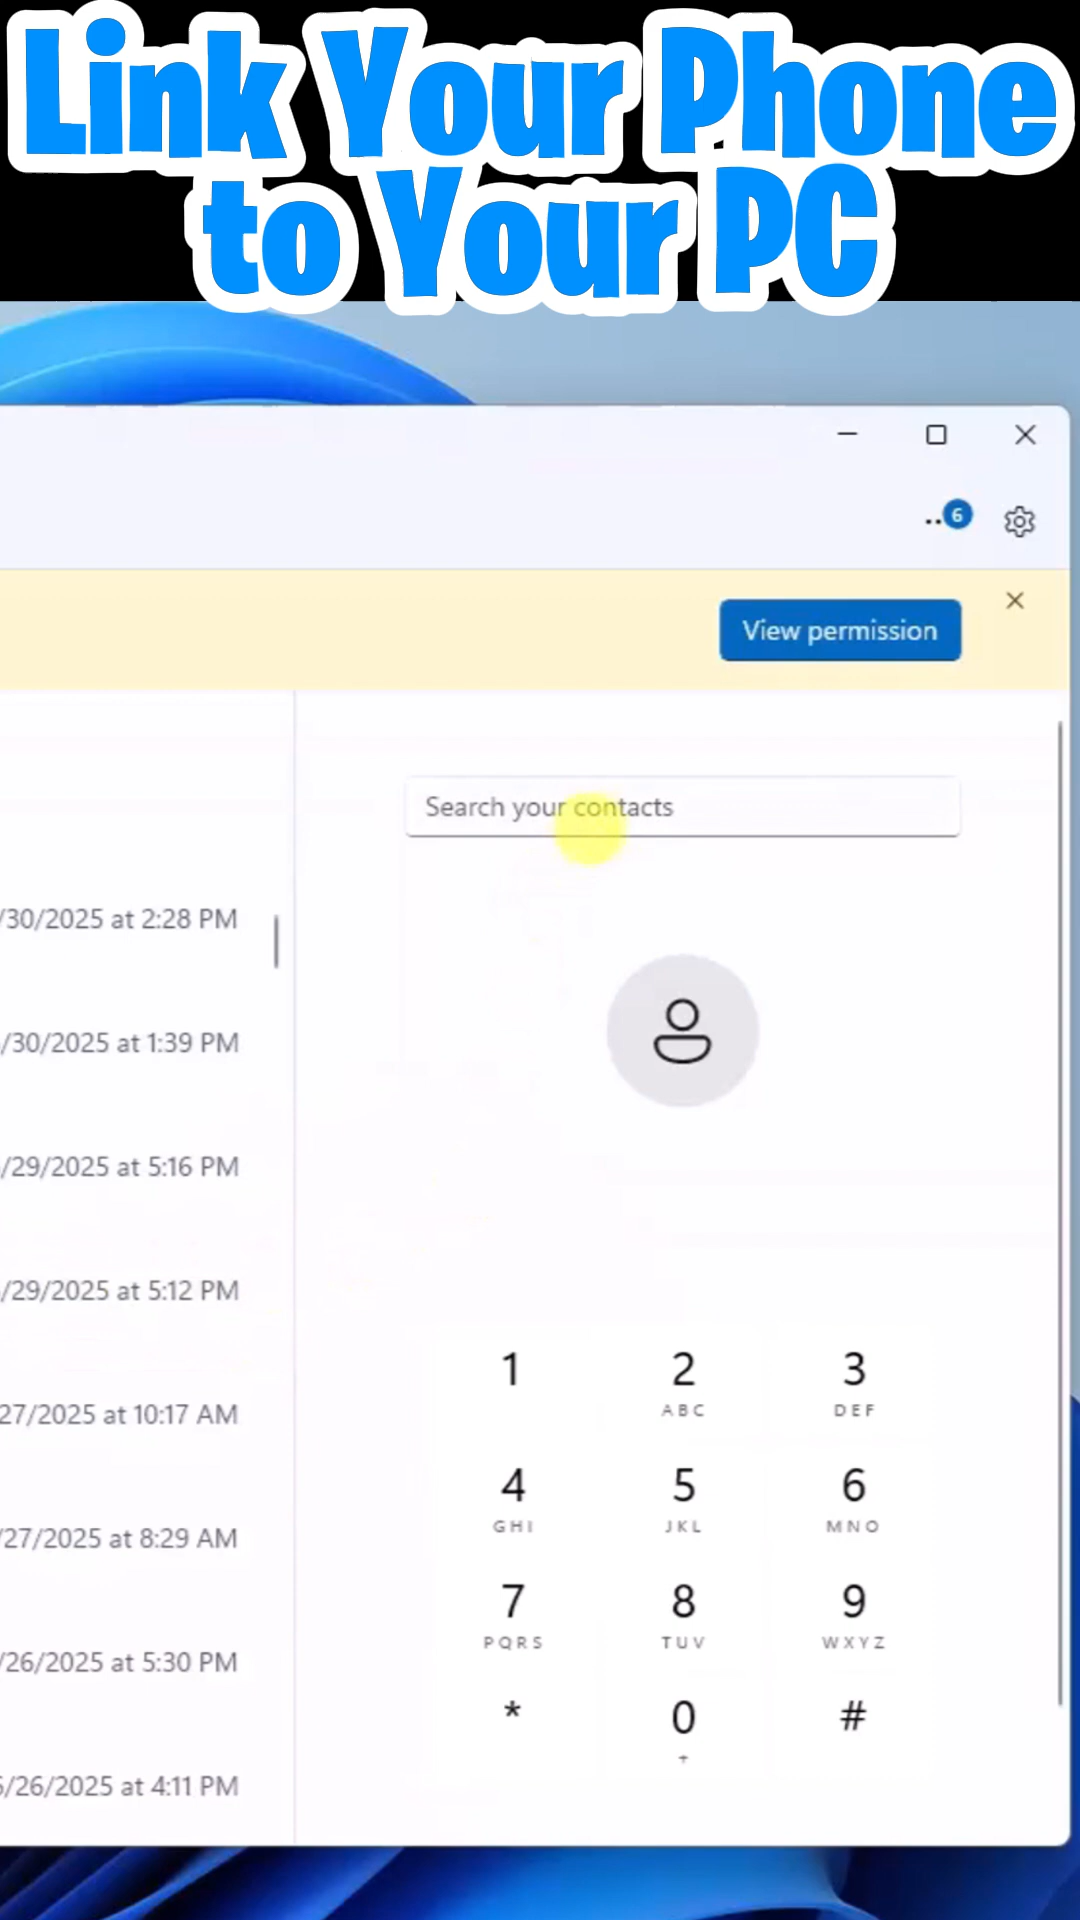 Link Your Phone
to Your PC
6
View permission
Search your contacts
/30/2025 at 2:28 PM
/30/2025 at 1:39 PM
/29/2025 at 5:16 PM
/29/2025 at 5:12 PM
27/2025 at 10:17 AM
/27/2025 at 8:29 AM
/26/2025 at 5:30 PM
/26/2025 at 4:11 PM
1 2 3
ABC DEF
4 5 6
GHI JKL MNO
7 8 9
PQRS TUV WXYZ
* 0 #
+